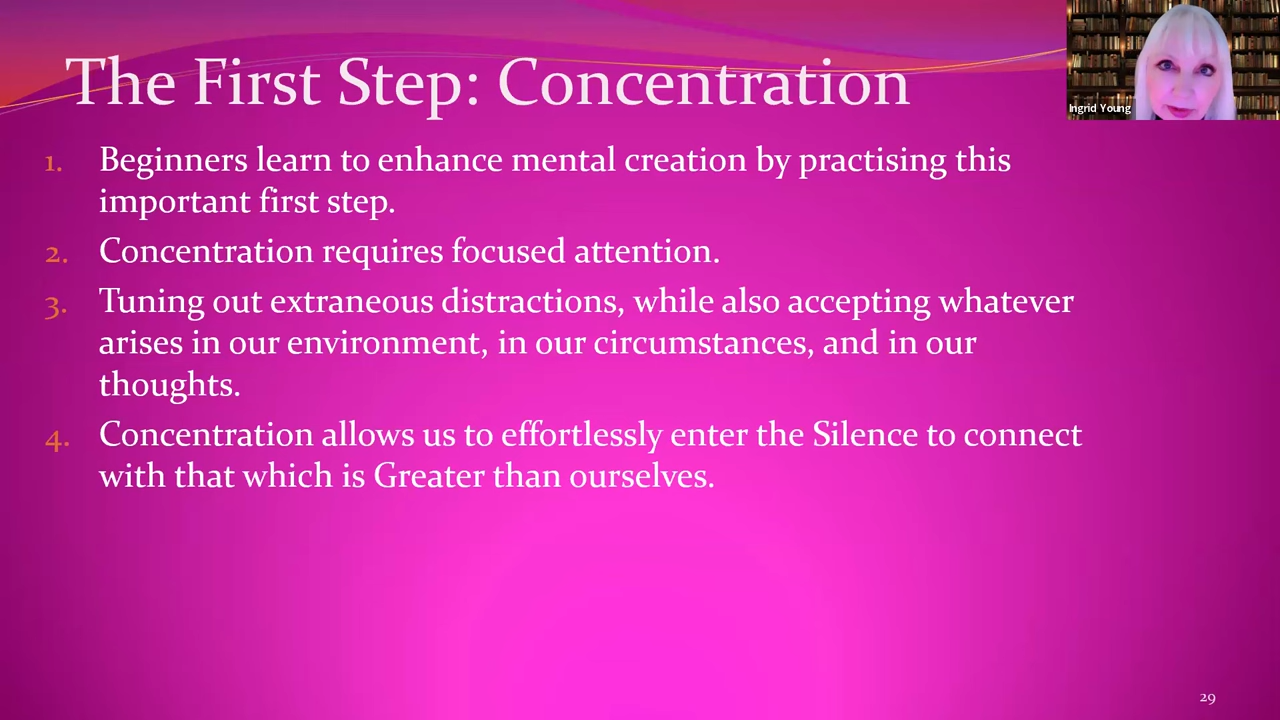 The First Step: Concentration
Ingrid Young
1. Beginners learn to enhance mental creation by practising this
important first step.
2. Concentration requires focused attention.
3. Tuning out extraneous distractions, while also accepting whatever
arises in our environment, in our circumstances, and in our
thoughts.
4. Concentration allows us to effortlessly enter the Silence to connect
with that which is Greater than ourselves.
29